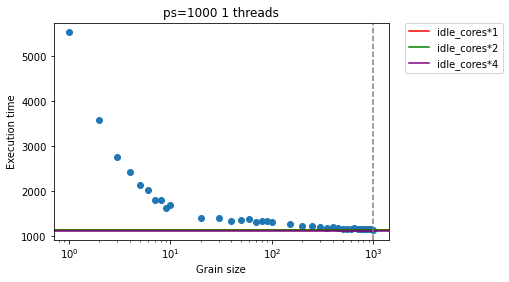 ps=1000 1 threads
Execution time
5000
4000
3000
2000
1000
10⁰
10¹
10²
10³
Grain size
idle_cores*1
idle_cores*2
idle_cores*4